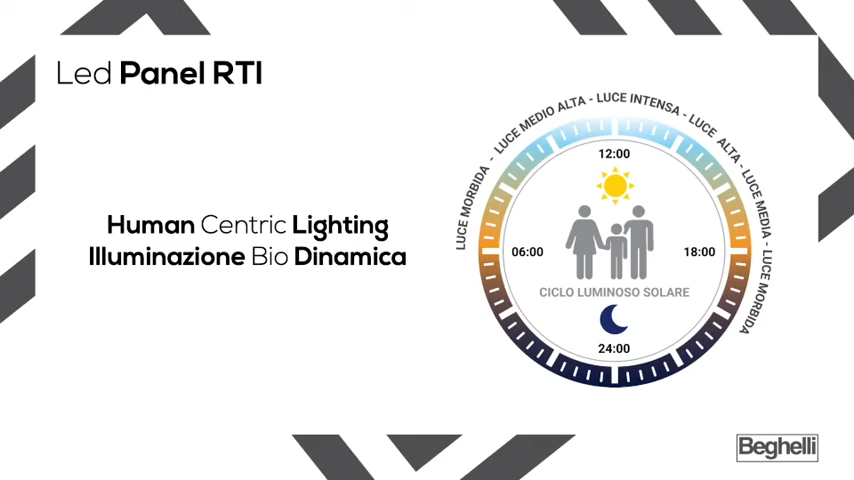 Led Panel RTI
Human Centric Lighting
Illuminazione Bio Dinamica
LUCE MORBIDA - LUCE MEDIO ALTA - LUCE INTENSA - LUCE ALTA - LUCE MEDIA - LUCE MORBIDA
12:00
06:00
18:00
CICLO LUMINOSO SOLARE
24:00
Beghelli